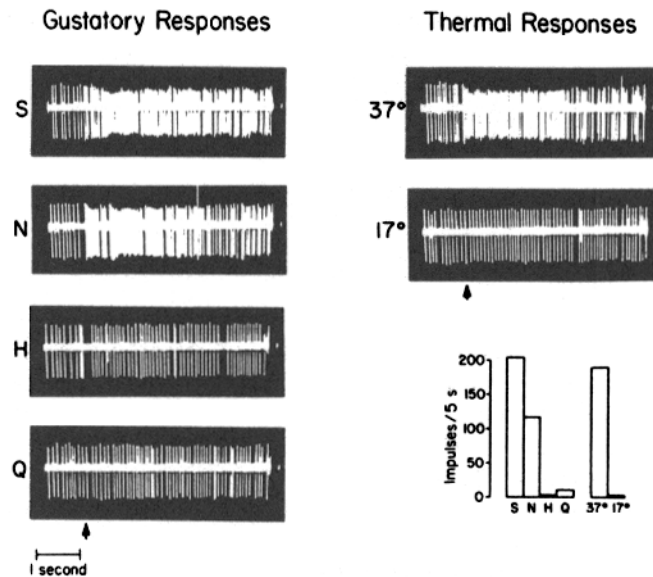 Gustatory Responses
S
N
H
Q
1 second
Thermal Responses
37°
17°
Impulses/5 s
200
150
100
50
0
S N H Q 37° 17°